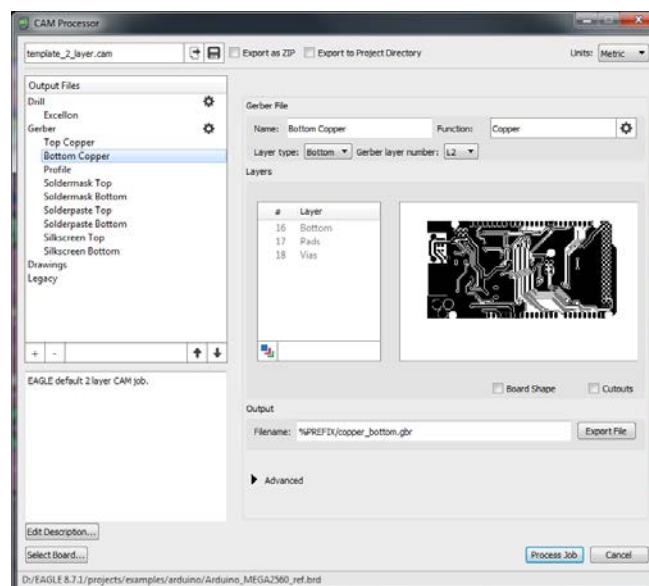 CAM Processor
template_2_layer.cam
Export as ZIP
Export to Project Directory
Units: Metric
Output Files
Drill
Excellon
Gerber
Top Copper
Bottom Copper
Profile
Soldermask Top
Soldermask Bottom
Solderpaste Top
Solderpaste Bottom
Silkscreen Top
Silkscreen Bottom
Drawings
Legacy
+ -
EAGLE default 2 layer CAM job.
Edit Description...
Select Board...
Gerber File
Name: Bottom Copper Function: Copper
Layer type: Bottom Gerber layer number: L2
Layers
# Layer
16 Bottom
17 Pads
18 Vias
Board Shape Cutouts
Output
Filename: %PREFIX/copper_bottom.gbr Export File
Advanced
Process Job Cancel
D:/EAGLE 8.7.1/projects/examples/arduino/Arduino_MEGA2560_ref.brd